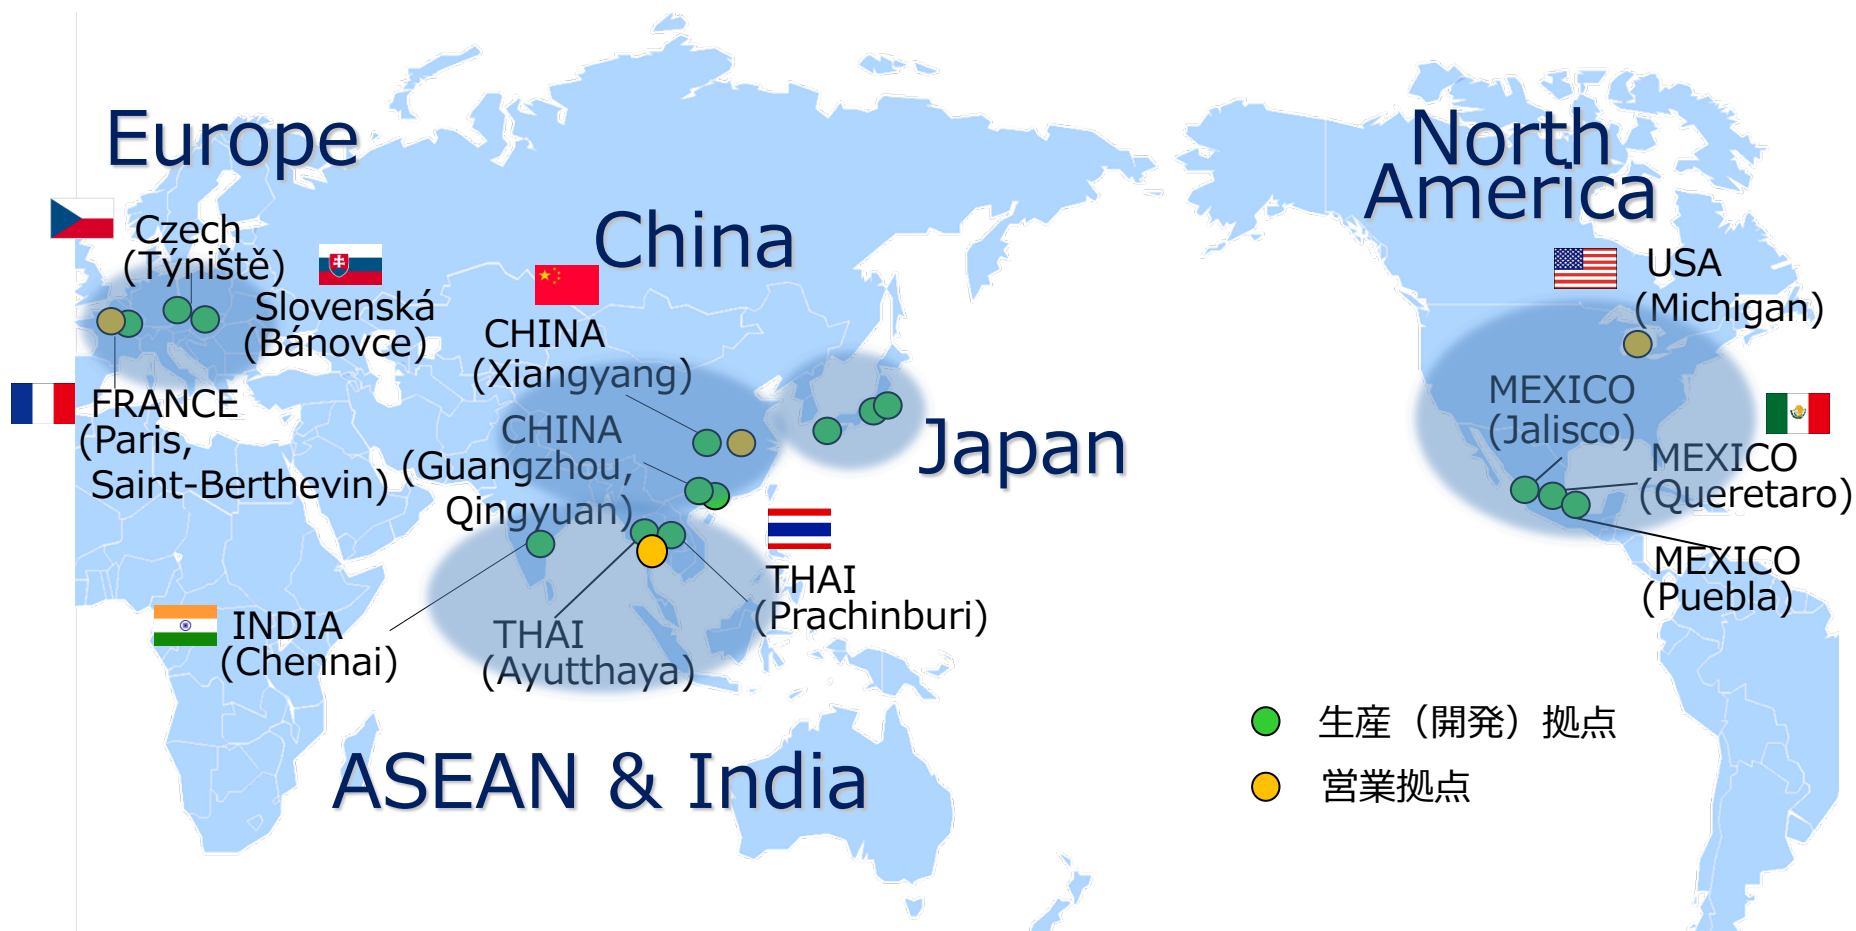 Europe
Czech
(Týniště)
Slovenská
(Bánovce)
FRANCE
(Paris,
Saint-Berthevin)
China
CHINA
(Xiangyang)
CHINA
(Guangzhou,
Qingyuan)
Japan
THAI
(Prachinburi)
THAI
(Ayutthaya)
INDIA
(Chennai)
ASEAN & India
North
America
USA
(Michigan)
MEXICO
(Jalisco)
MEXICO
(Queretaro)
MEXICO
(Puebla)
生産（開発）拠点
営業拠点